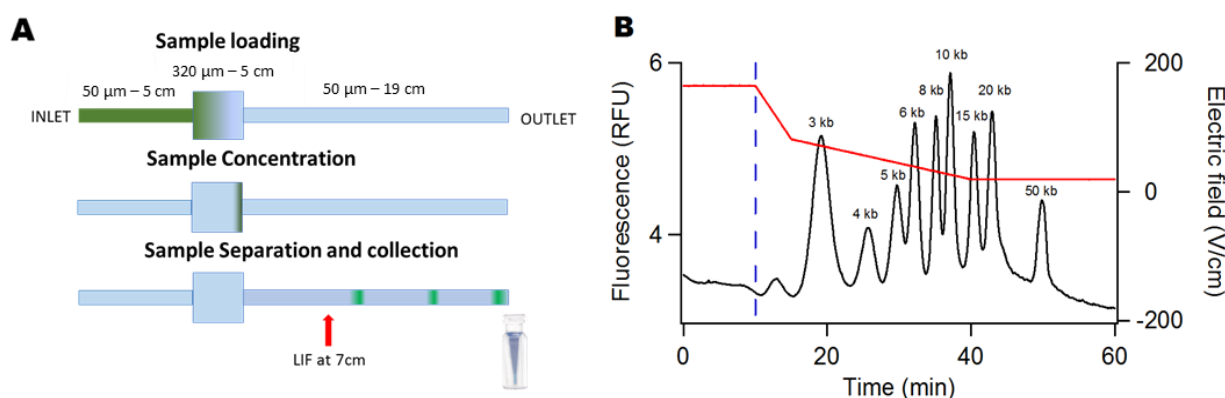 A
Sample loading
320 µm – 5 cm
50 µm – 5 cm
50 µm – 19 cm
INLET
OUTLET
Sample Concentration
Sample Separation and collection
LIF at 7cm
B
Fluorescence (RFU)
6
4
3 kb
4 kb
5 kb
6 kb
8 kb
10 kb
15 kb
20 kb
50 kb
200
0
-200
Electric field (V/cm)
0
20
40
60
Time (min)